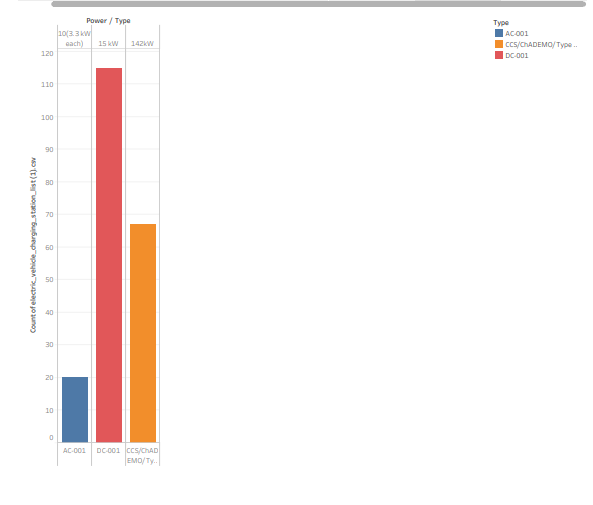 Power / Type
10(3.3 kW each)
15 kW
142kW
120
110
100
90
80
70
60
50
40
30
20
10
0
Count of electric_vehicle_charging_station_list (1).csv
AC-001
DC-001
CCS/ChAD
EMO/ Ty..
Type
AC-001
CCS/ChADEMO/ Type ..
DC-001